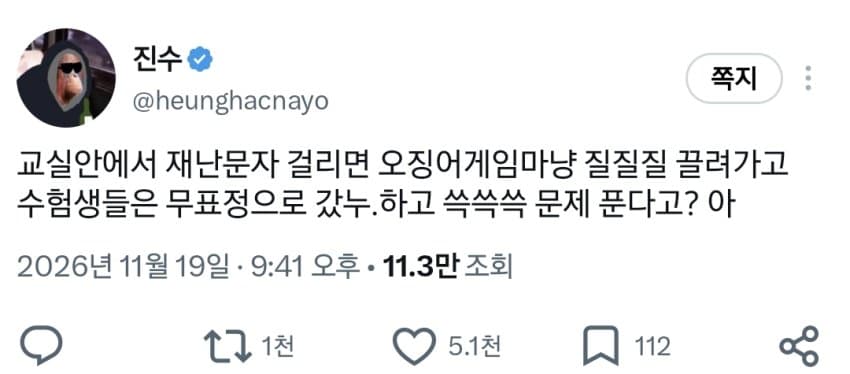 진수
@heunghacnayo
쪽지
교실안에서 재난문자 걸리면 오징어게임마냥 질질질 끌려가고
수험생들은 무표정으로 갔누.하고 쓱쓱쓱 문제 푼다고? 아
2026년 11월 19일 · 9:41 오후 • 11.3만 조회
1천 5.1천 112